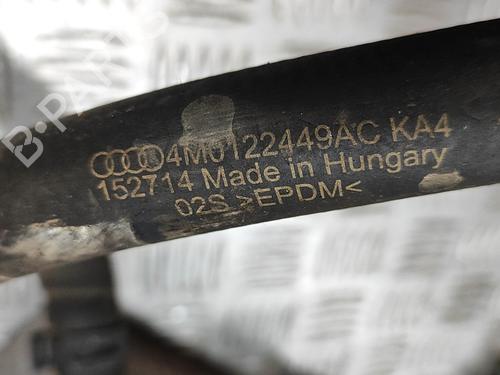 4M0122449AC KA4
152714 Made in Hungary
02S >EPDM<
B-PARTS